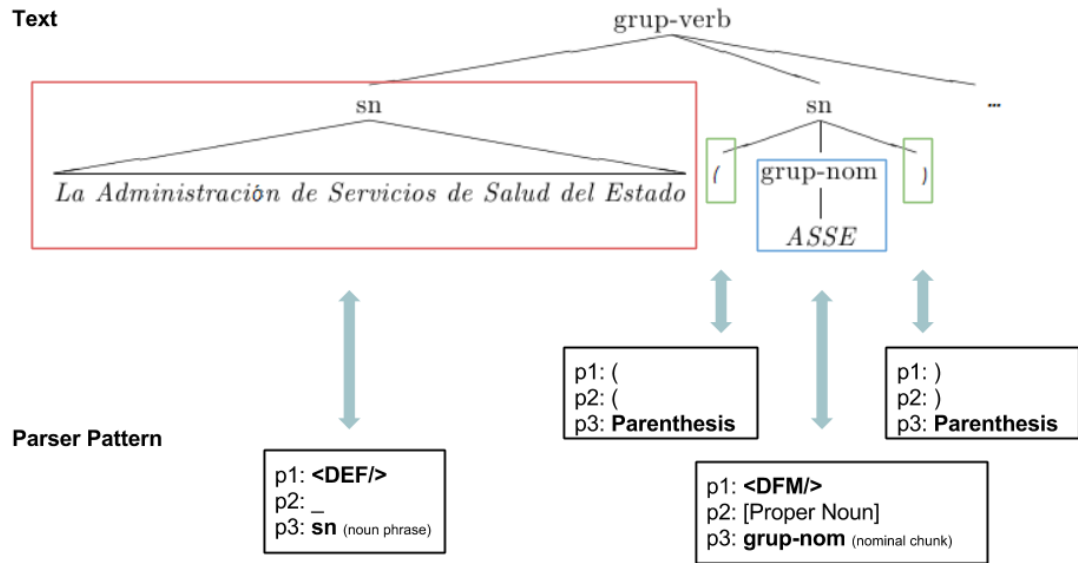 Text
grup-verb
sn
sn
...
( grup-nom )
La Administración de Servicios de Salud del Estado
ASSE
p1: (
p2: (
p3: Parenthesis
p1: )
p2: )
p3: Parenthesis
Parser Pattern
p1: <DEF/>
p2: _
p3: sn (noun phrase)
p1: <DFM/>
p2: [Proper Noun]
p3: grup-nom (nominal chunk)